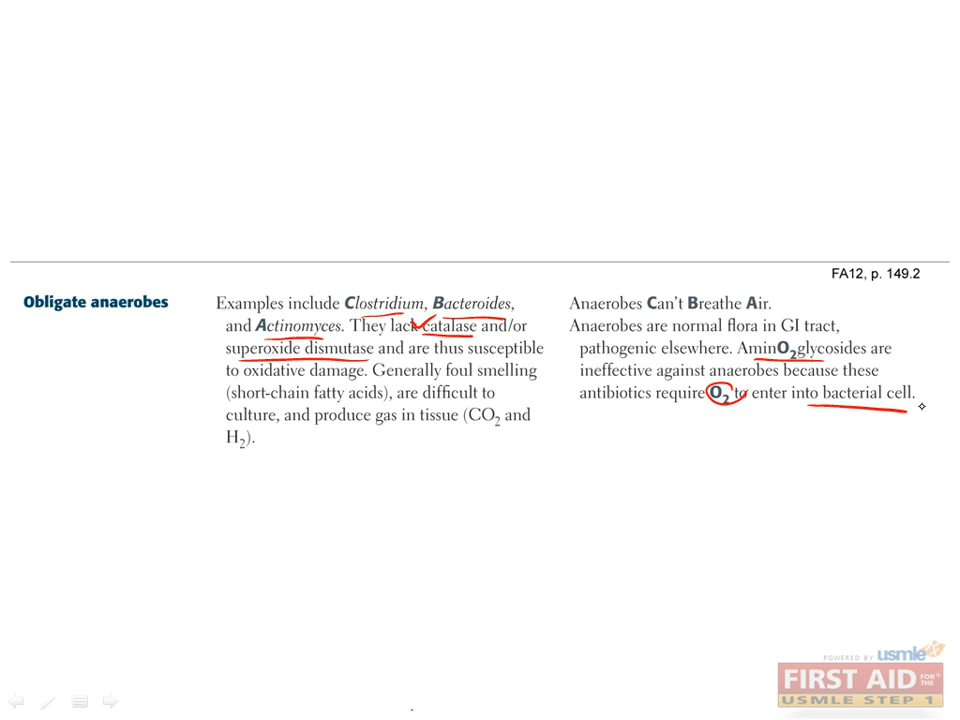 FA12, p. 149.2
Obligate anaerobes
Examples include Clostridium, Bacteroides,
and Actinomyces. They lack catalase and/or
superoxide dismutase and are thus susceptible
to oxidative damage. Generally foul smelling
(short-chain fatty acids), are difficult to
culture, and produce gas in tissue (CO₂ and
H₂).
Anaerobes Can't Breathe Air.
Anaerobes are normal flora in GI tract,
pathogenic elsewhere. AminO₂glycosides are
ineffective against anaerobes because these
antibiotics require O₂ to enter into bacterial cell.
POWERED BY usmle
FIRST AID FOR THE®
USMLE STEP 1